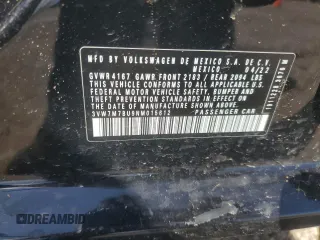 MFD. BY VOLKSWAGEN DE MEXICO S.A. DE C.V.
MEXICO 04/22
GVWR 4167 GAWR FRONT 2183 / REAR 2094 LBS
THIS VEHICLE CONFORMS TO ALL APPLICABLE
FEDERAL MOTOR VEHICLE SAFETY, BUMPER AND
THEFT PREVENTION STANDARDS IN EFFECT ON
THE DATE OF MANUFACTURE SHOWN ABOVE.
3VW7M7BU9NM015612 PASSENGER CAR
DREAMBID